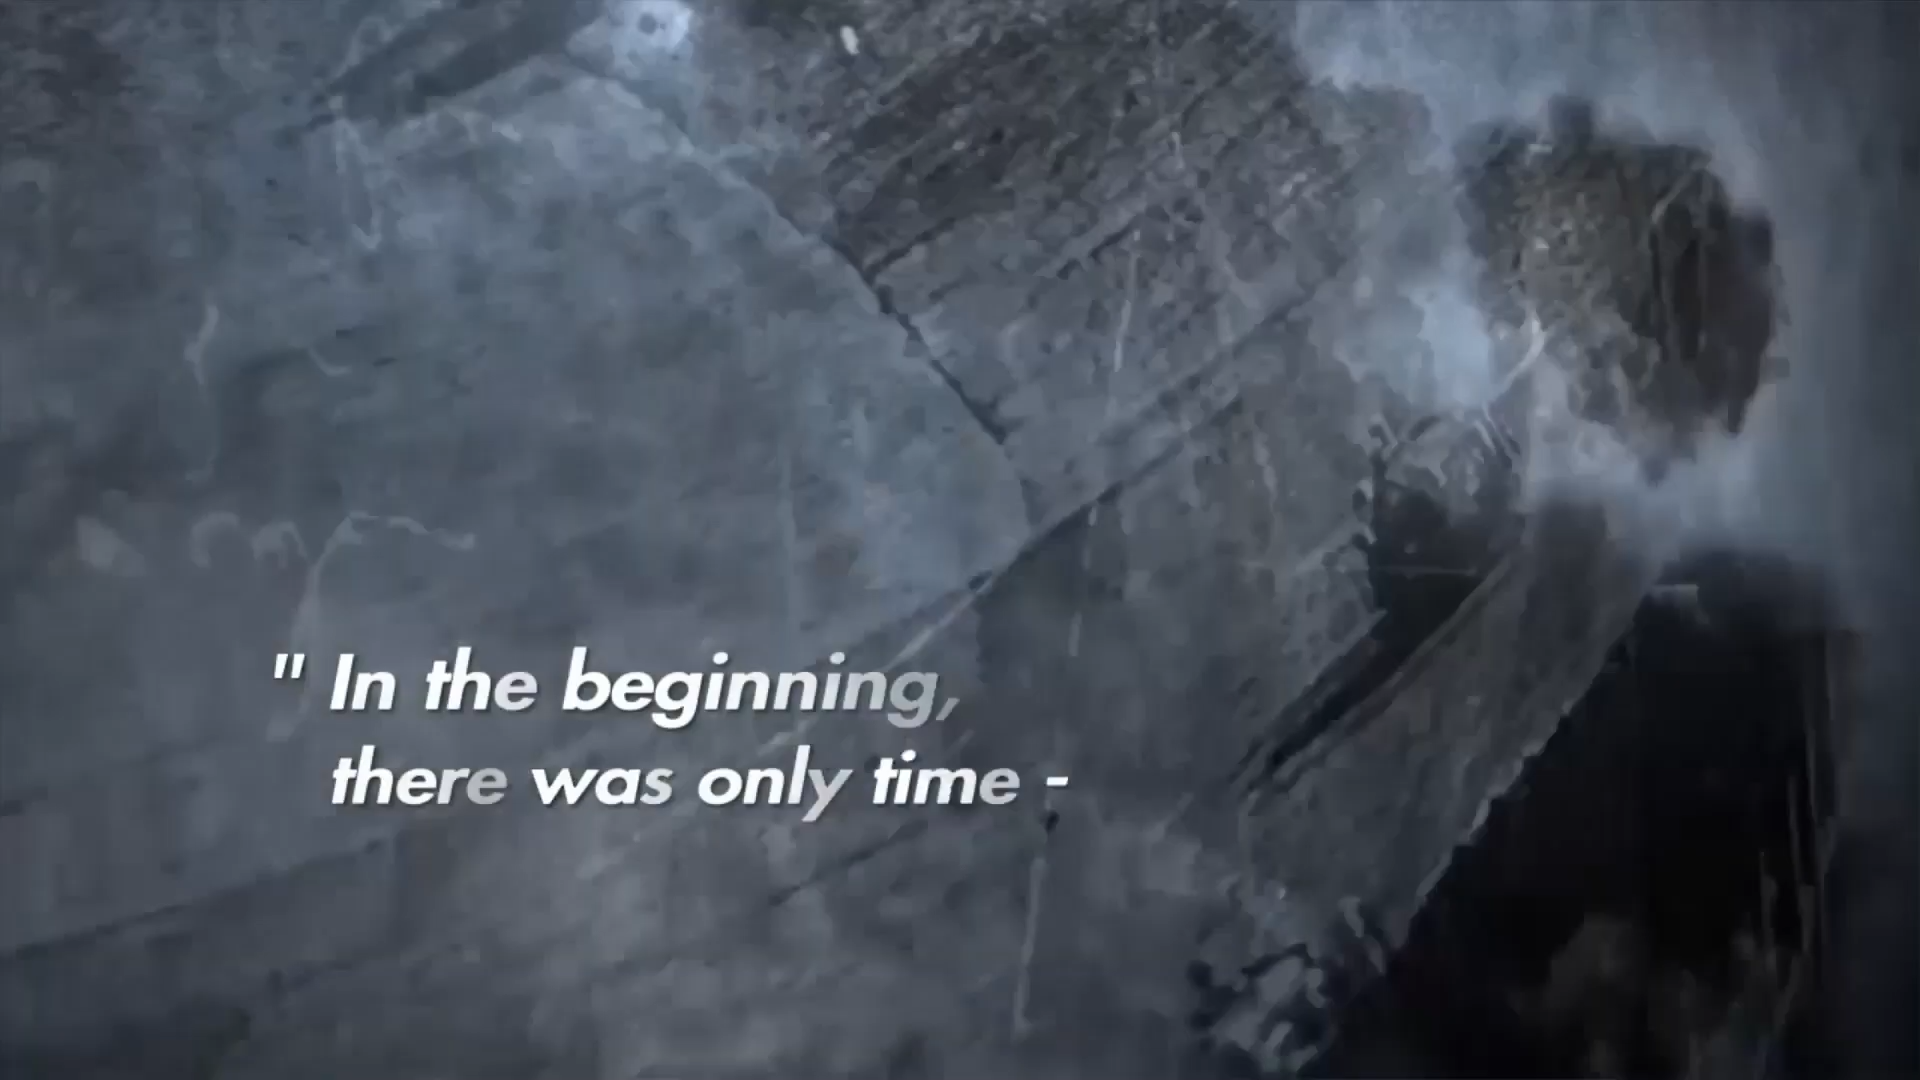 " In the beginning,
there was only time -